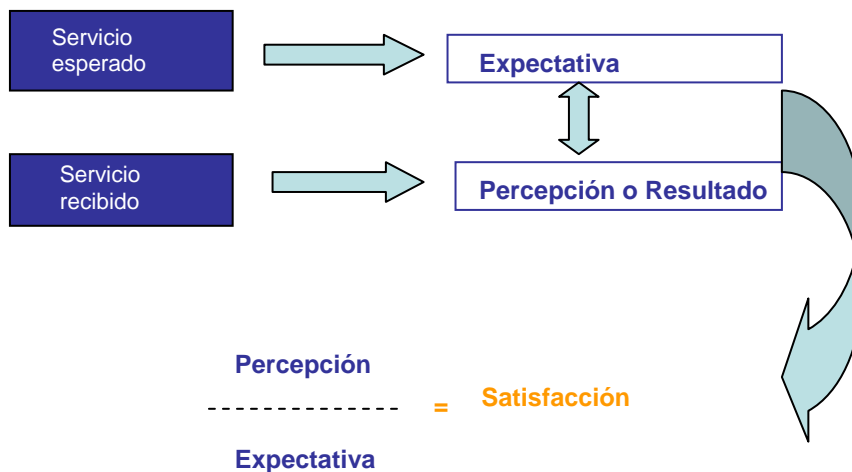 Servicio
esperado
Expectativa
Servicio
recibido
Percepción o Resultado
Percepción
= Satisfacción
Expectativa